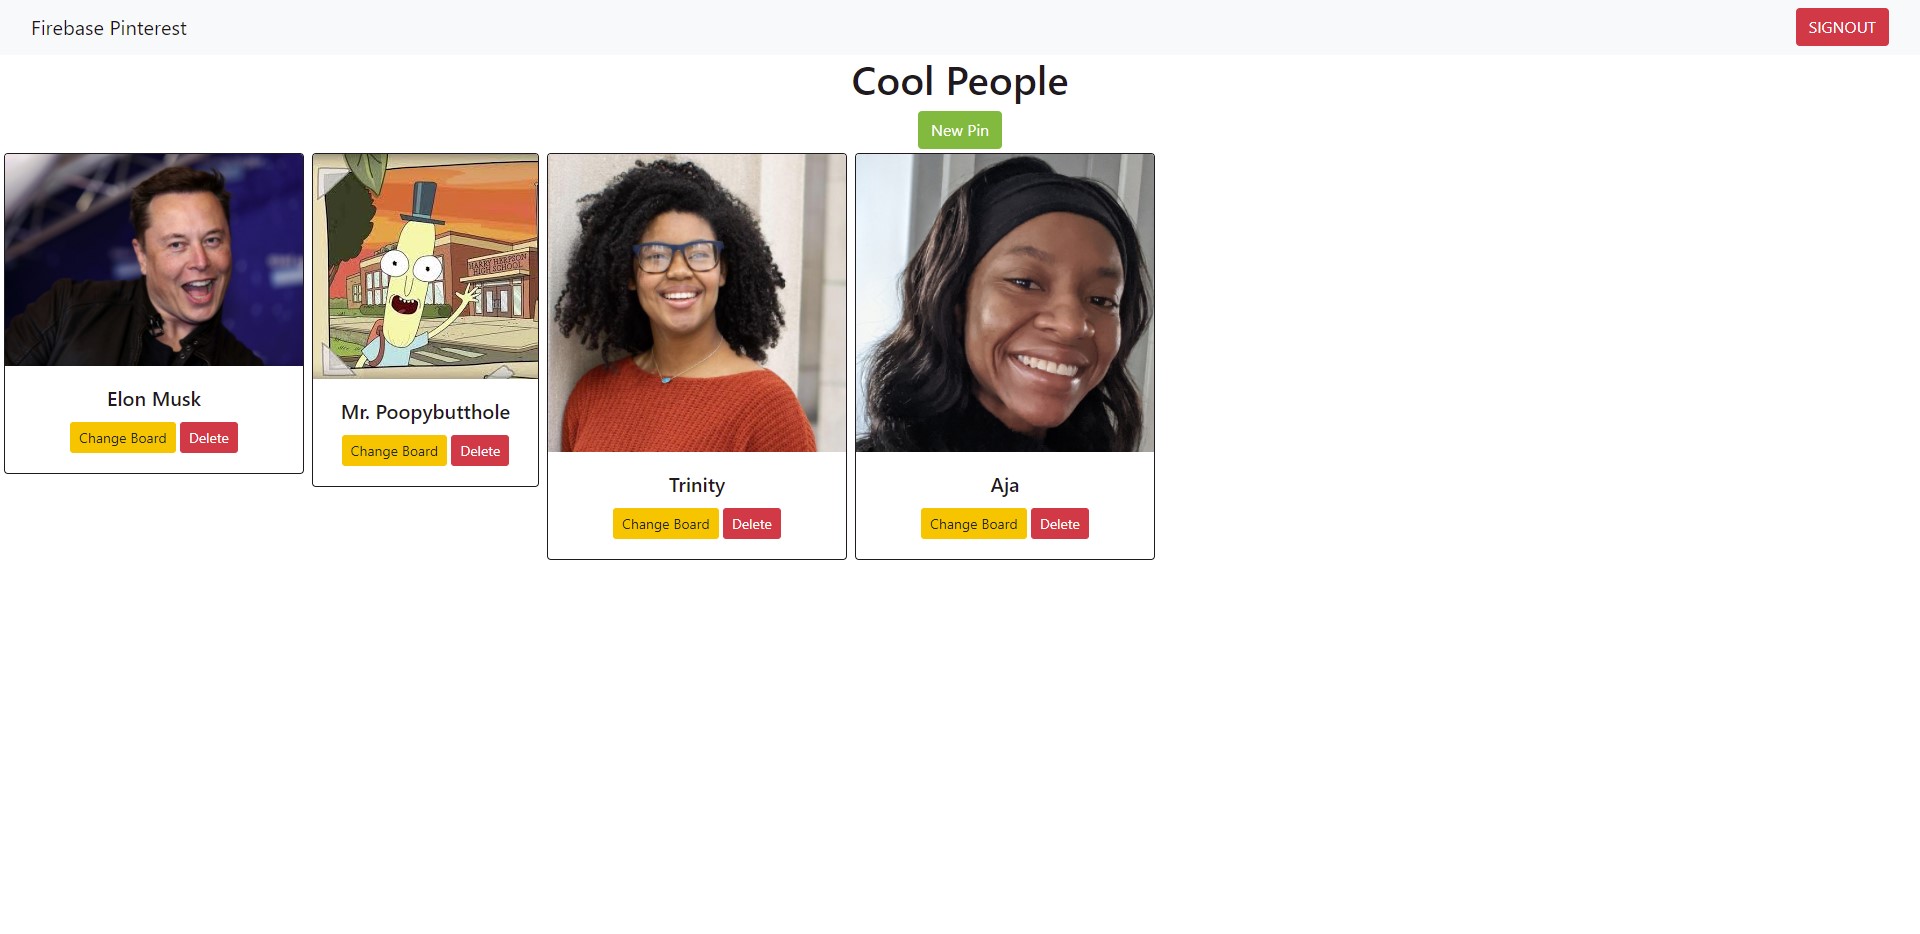 Firebase Pinterest
SIGNOUT
Cool People
New Pin
HARRY HERPSON
HIGH SCHOOL
Elon Musk
Change Board Delete
Mr. Poopybutthole
Change Board Delete
Trinity
Change Board Delete
Aja
Change Board Delete